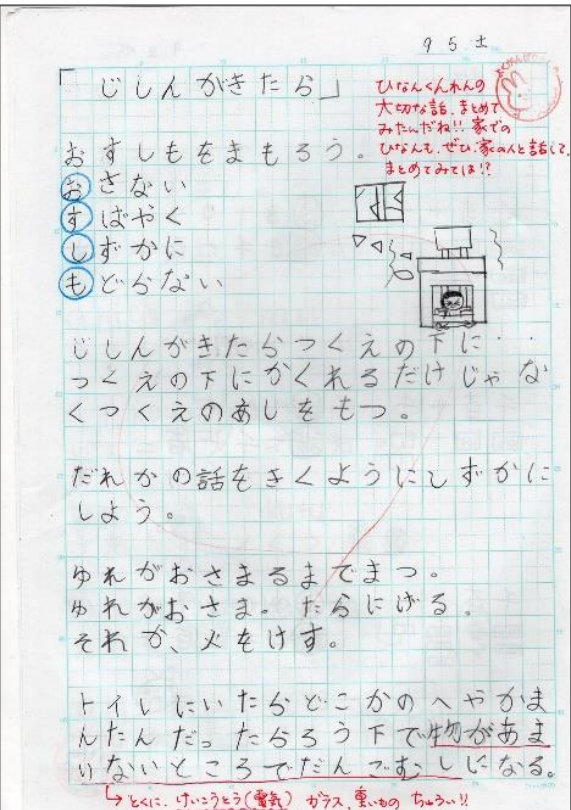 9 5 土
「じしんがきたら」
ひなんくんれんの
大切な話、まとめて
みたんだね!! 家での
ひなんも、ぜひ、家の人と話して、
まとめてみては!?
おすしもをまもろう。
おさない
すばやく
しずかに
もどらない
じしんがきたらつくえの下に・・
つくえの下にかくれるだけじゃな
くつくえのあしをもつ。
だれかの話をきくようにしずかに
しよう。
ゆれがおさまるまでまつ。
ゆれがおさま。たらにげる。
それか、火をけす。
トイレにいたらどこかのへやかま
んたんだったらろう下で物があま
りないところでだんごむしになる。
→とくに、けいこうとう(電気) ガラス、重いもの ちゅうい!!